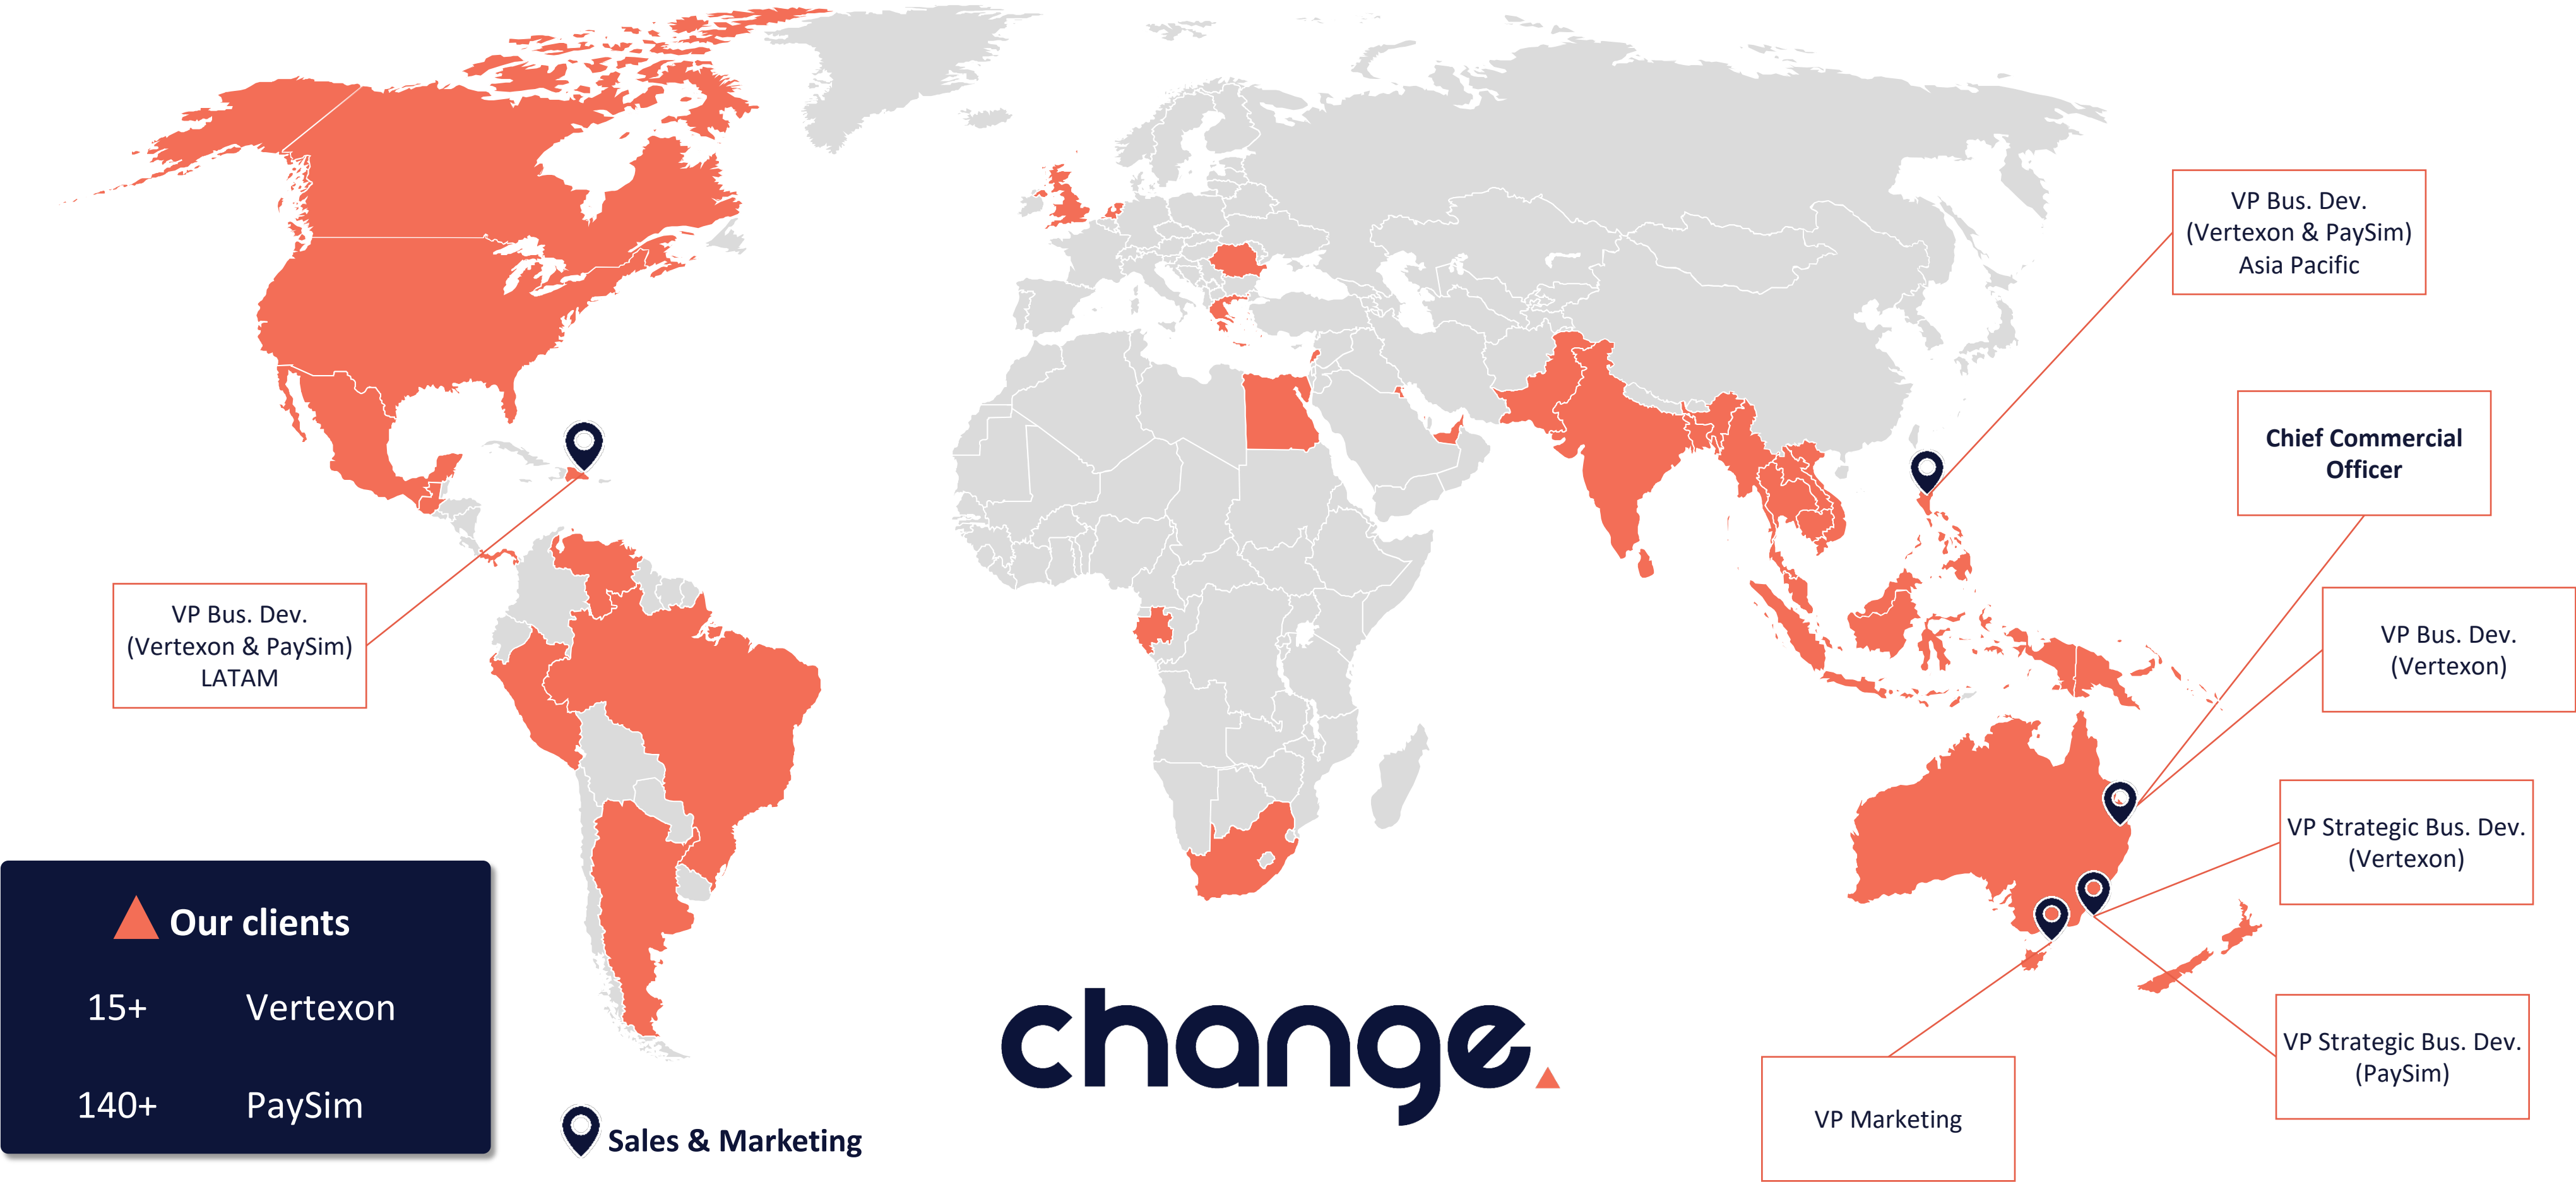 VP Bus. Dev.
(Vertexon & PaySim)
Asia Pacific
Chief Commercial
Officer
VP Bus. Dev.
(Vertexon & PaySim)
LATAM
VP Bus. Dev.
(Vertexon)
VP Strategic Bus. Dev.
(Vertexon)
Our clients
15+ Vertexon
140+ PaySim
change
VP Strategic Bus. Dev.
(PaySim)
VP Marketing
Sales & Marketing